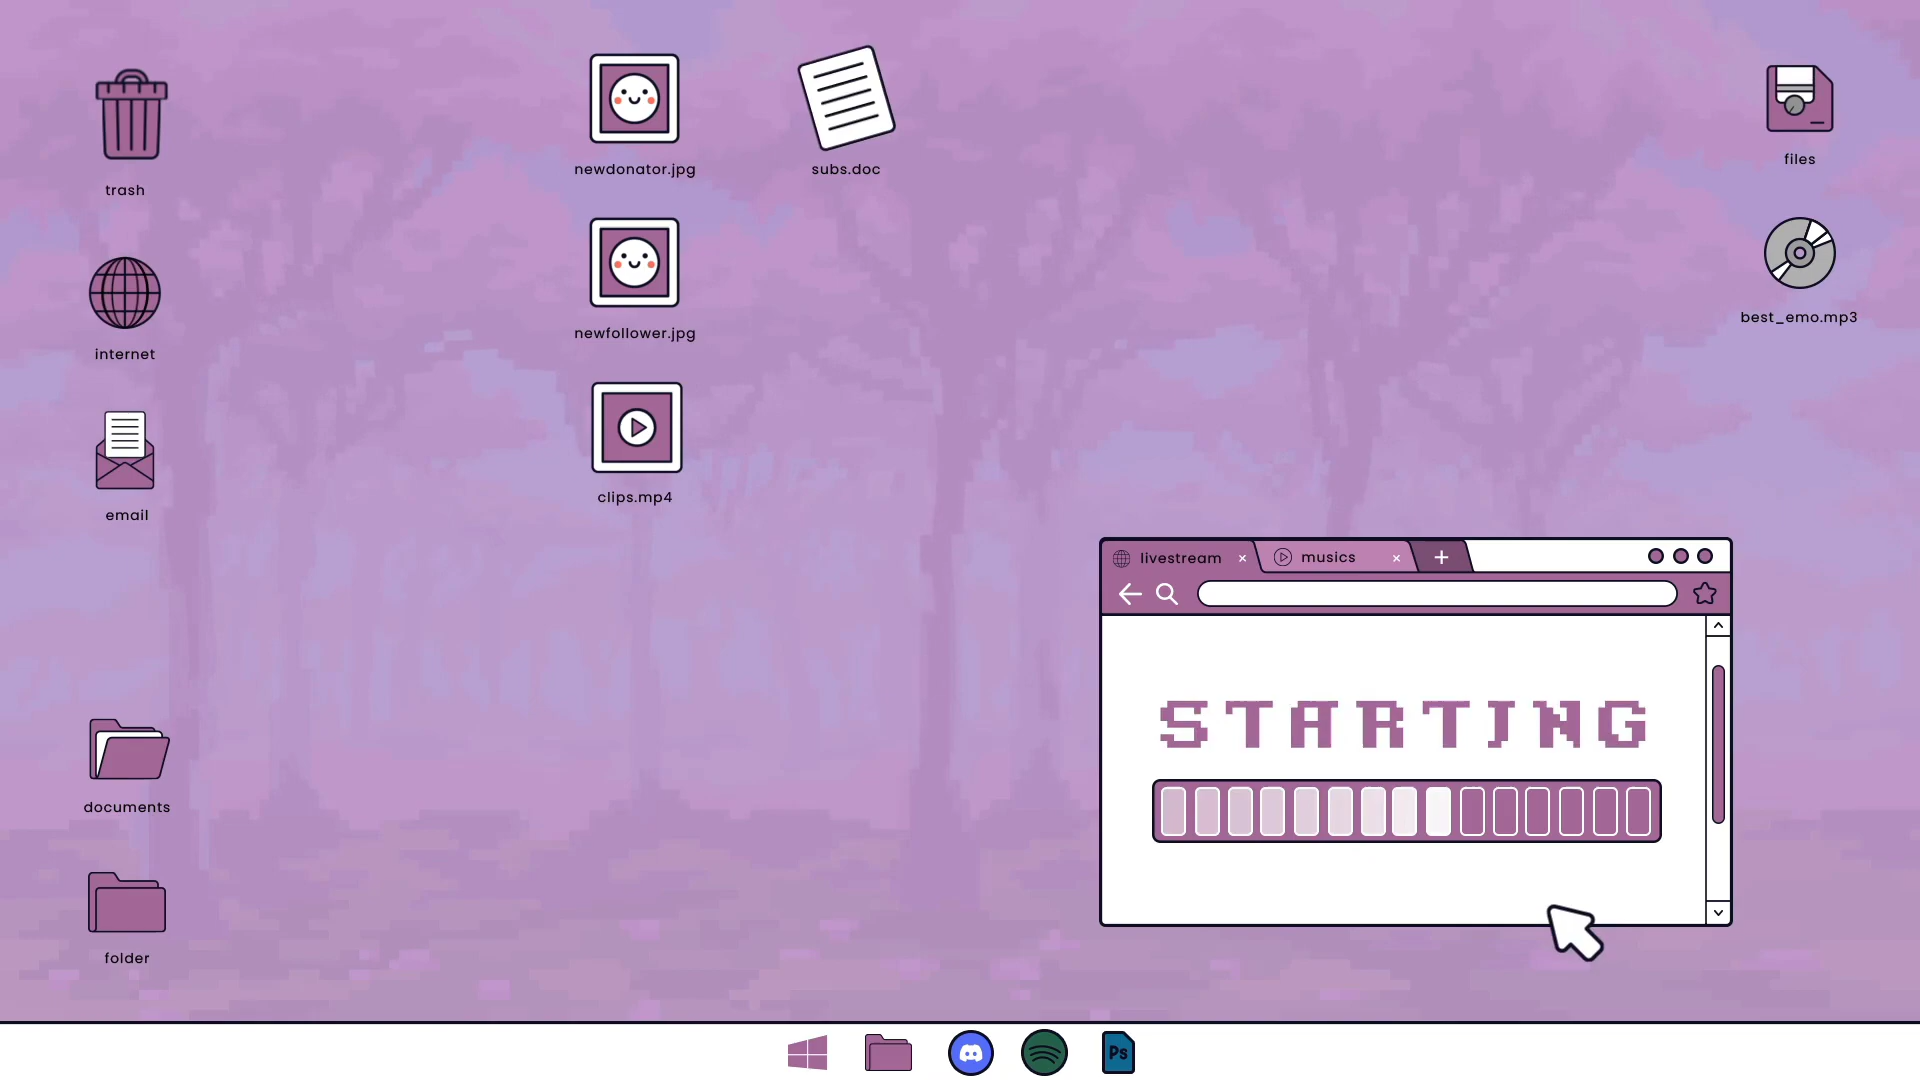 trash
newdonator.jpg
subs.doc
files
internet
newfollower.jpg
best_emo.mp3
email
clips.mp4
livestream × musics × +
STARTING
documents
folder
Ps